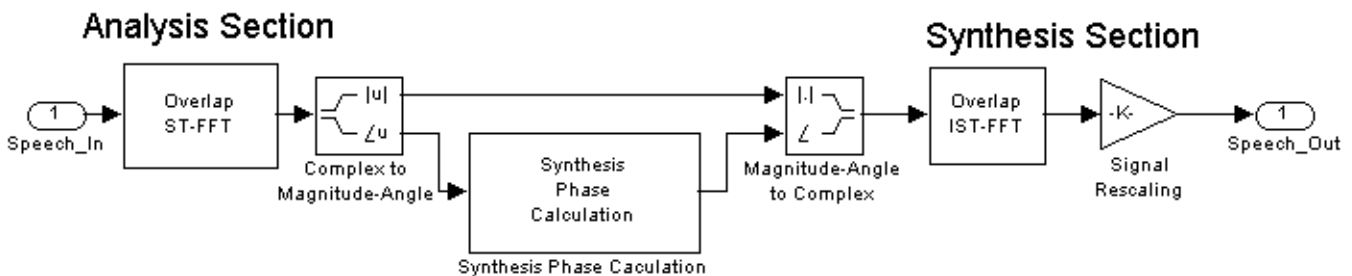 Analysis Section
Synthesis Section
1
Speech_In
Overlap
ST-FFT
|u|
∠u
Complex to
Magnitude-Angle
Synthesis
Phase
Calculation
Synthesis Phase Caculation
|.|
∠
Magnitude-Angle
to Complex
Overlap
IST-FFT
-K-
Signal
Rescaling
1
Speech_Out